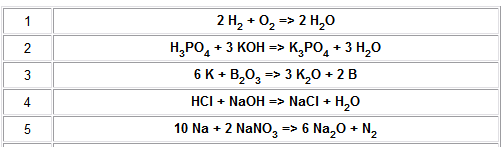 1 2 H₂ + O₂ => 2 H₂O
2 H₃PO₄ + 3 KOH => K₃PO₄ + 3 H₂O
3 6 K + B₂O₃ => 3 K₂O + 2 B
4 HCl + NaOH => NaCl + H₂O
5 10 Na + 2 NaNO₃ => 6 Na₂O + N₂